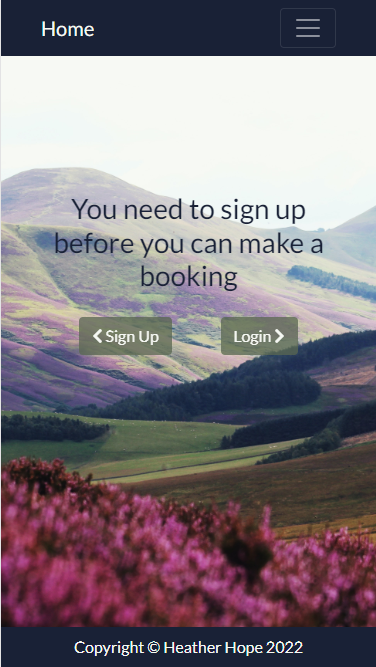 Home
You need to sign up
before you can make a
booking
Sign Up
Login
Copyright © Heather Hope 2022